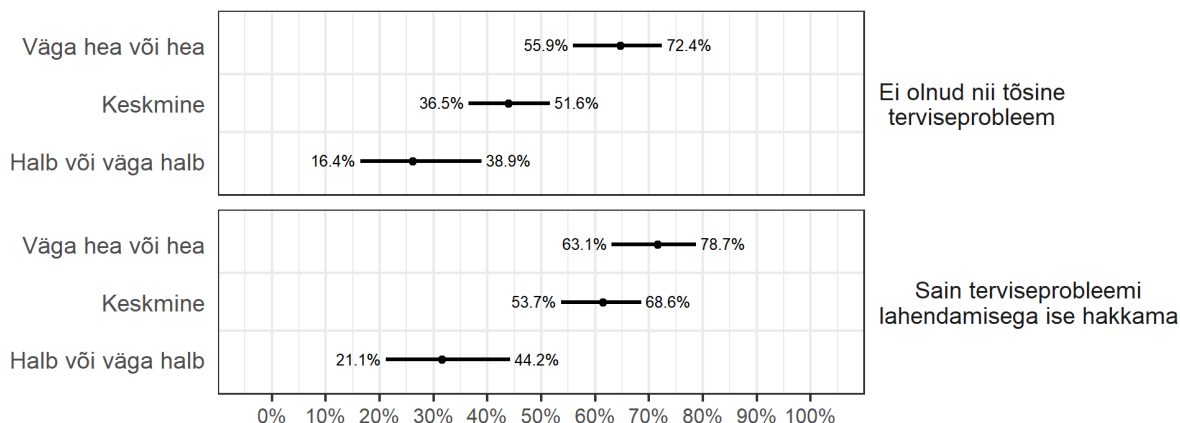 Väga hea või hea
55.9% 72.4%
Keskmine
36.5% 51.6%
Halb või väga halb
16.4% 38.9%
Ei olnud nii tõsine
terviseprobleem
Väga hea või hea
63.1% 78.7%
Keskmine
53.7% 68.6%
Halb või väga halb
21.1% 44.2%
Sain terviseprobleemi
lahendamisega ise hakkama
0% 10% 20% 30% 40% 50% 60% 70% 80% 90% 100%